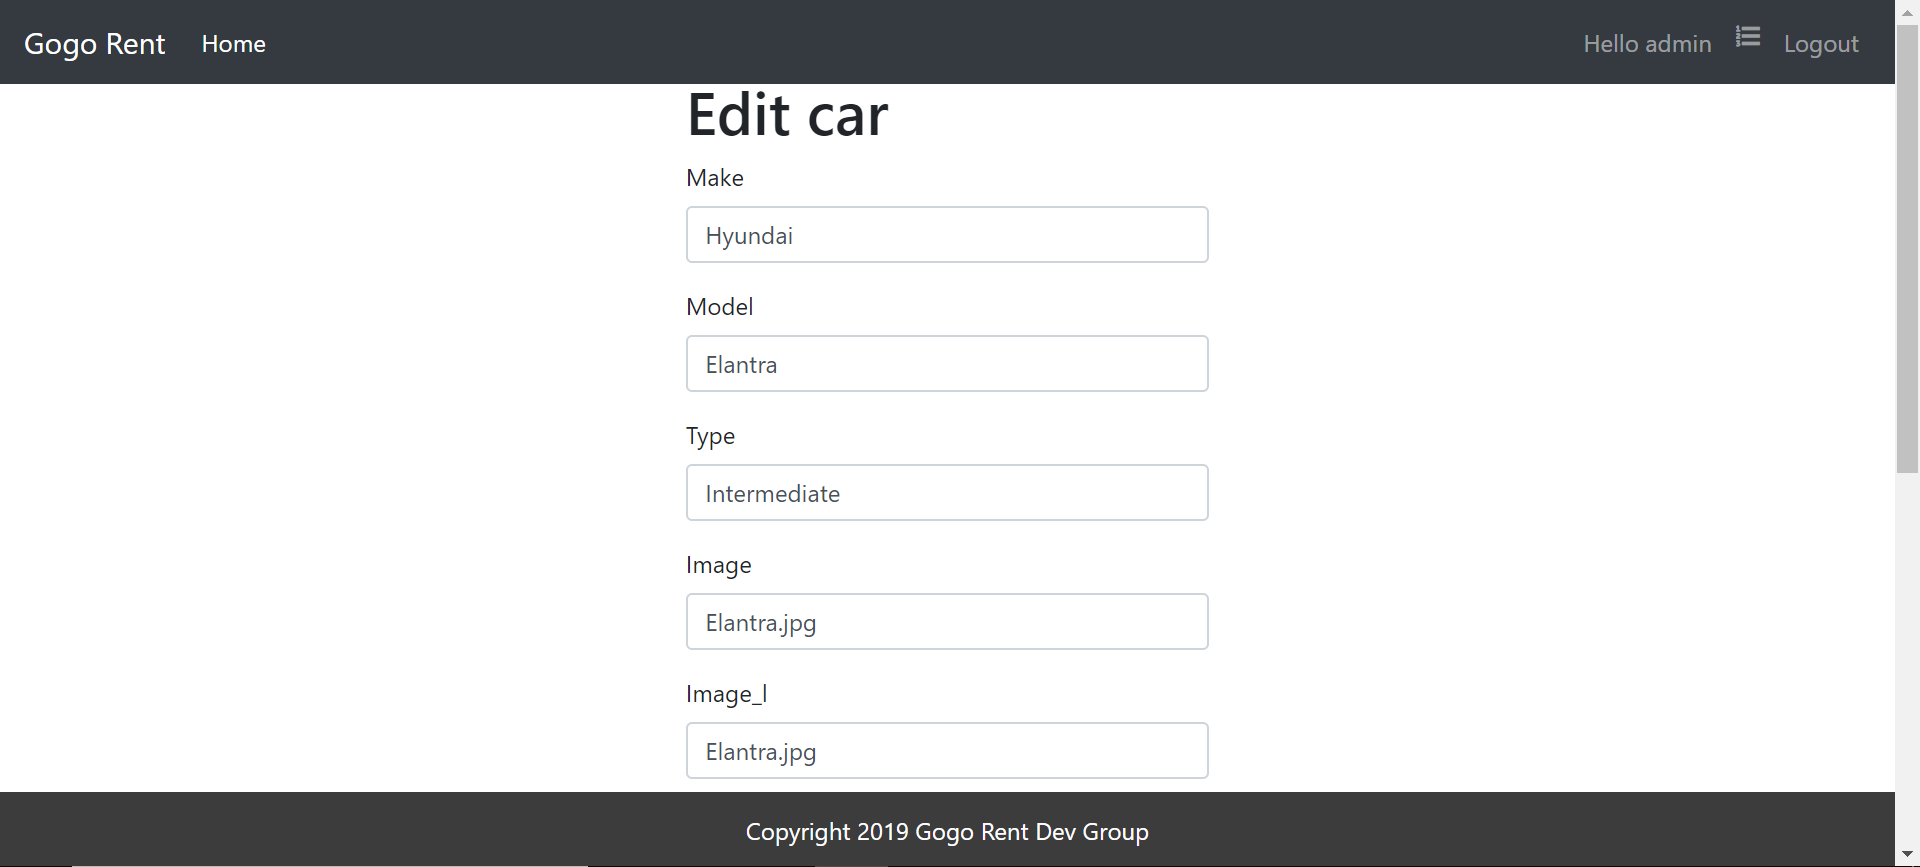 Gogo Rent Home Hello admin Logout
Edit car
Make
Hyundai
Model
Elantra
Type
Intermediate
Image
Elantra.jpg
Image_l
Elantra.jpg
Copyright 2019 Gogo Rent Dev Group